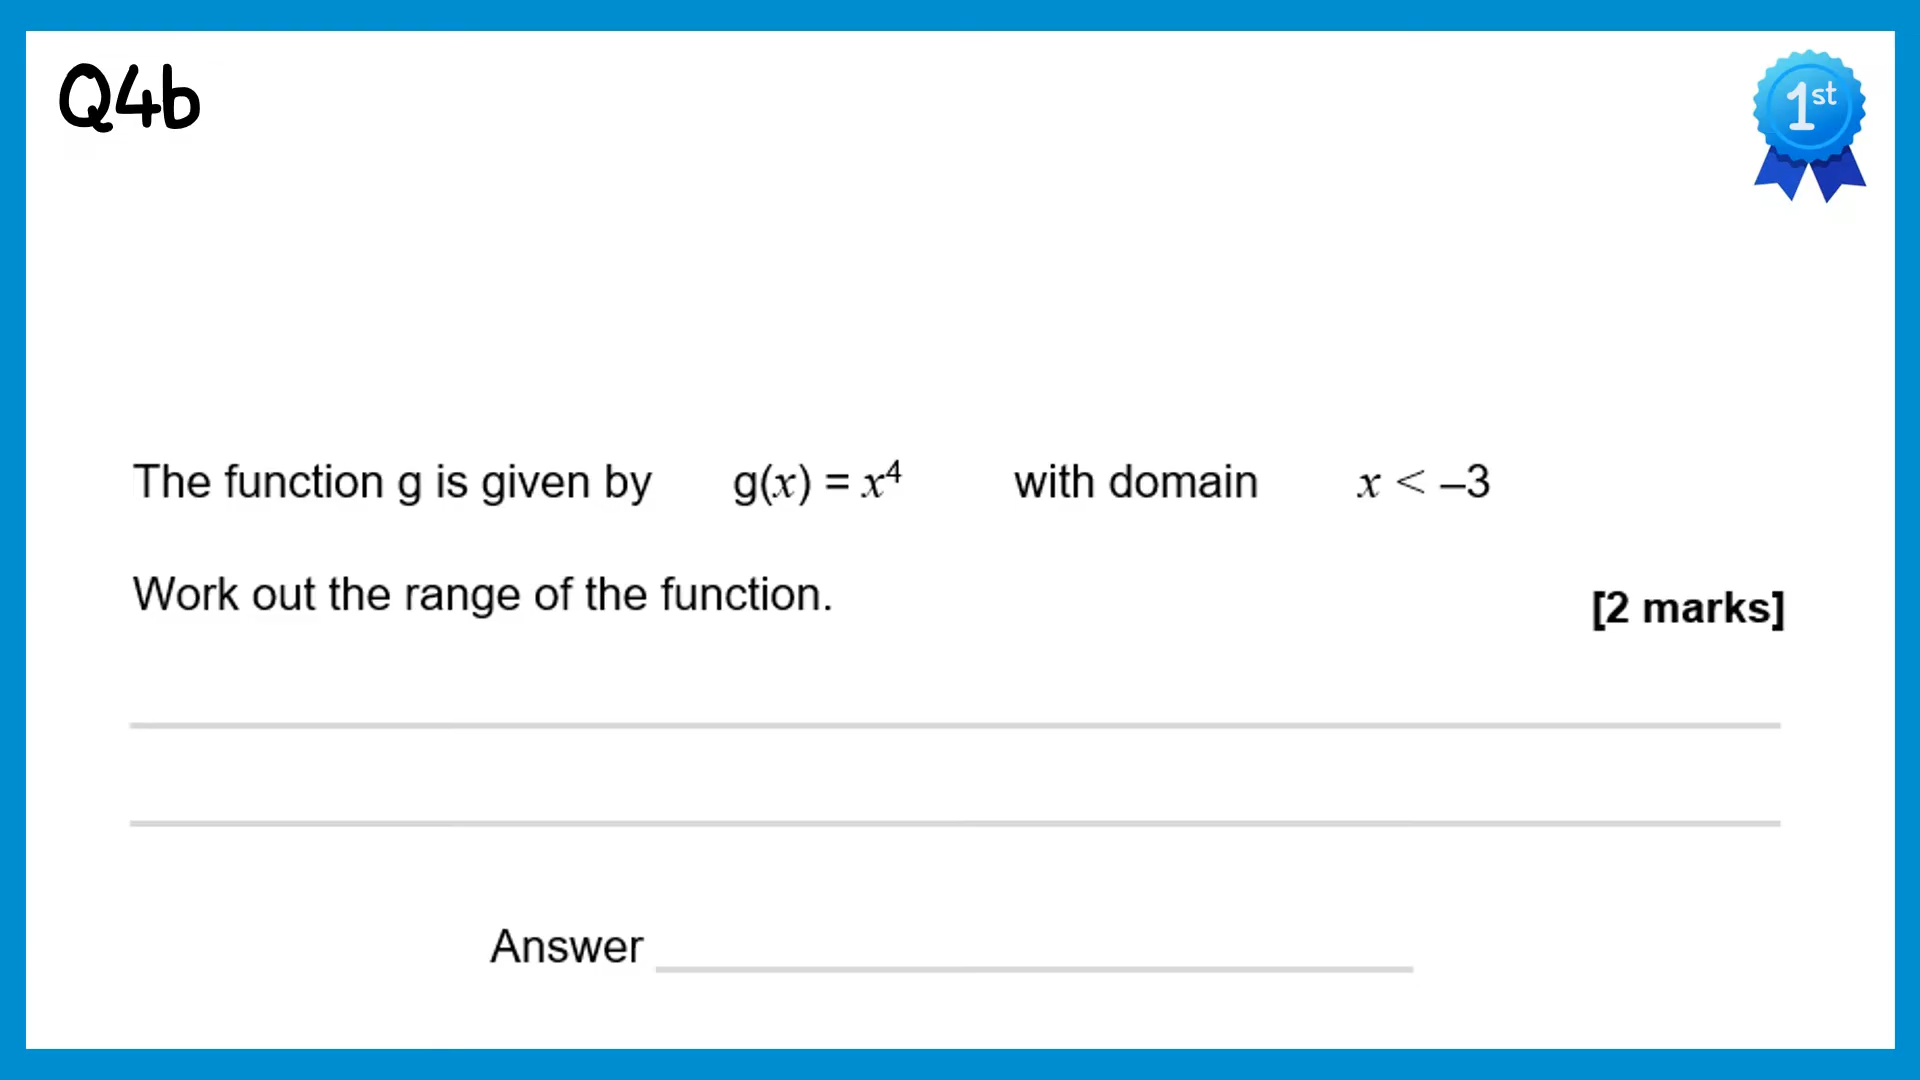 Q4b
1st
The function g is given by g(x) = x⁴ with domain x < –3
Work out the range of the function.
[2 marks]
Answer